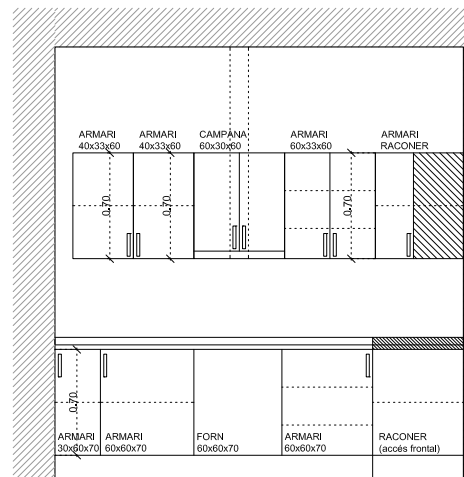 ARMARI
40x33x60
ARMARI
40x33x60
CAMPANA
60x30x60
ARMARI
60x33x60
ARMARI
RACONER
0.70
0.70
0.70
0.70
ARMARI
30x60x70
ARMARI
60x60x70
FORN
60x60x70
ARMARI
60x60x70
RACONER
(accés frontal)